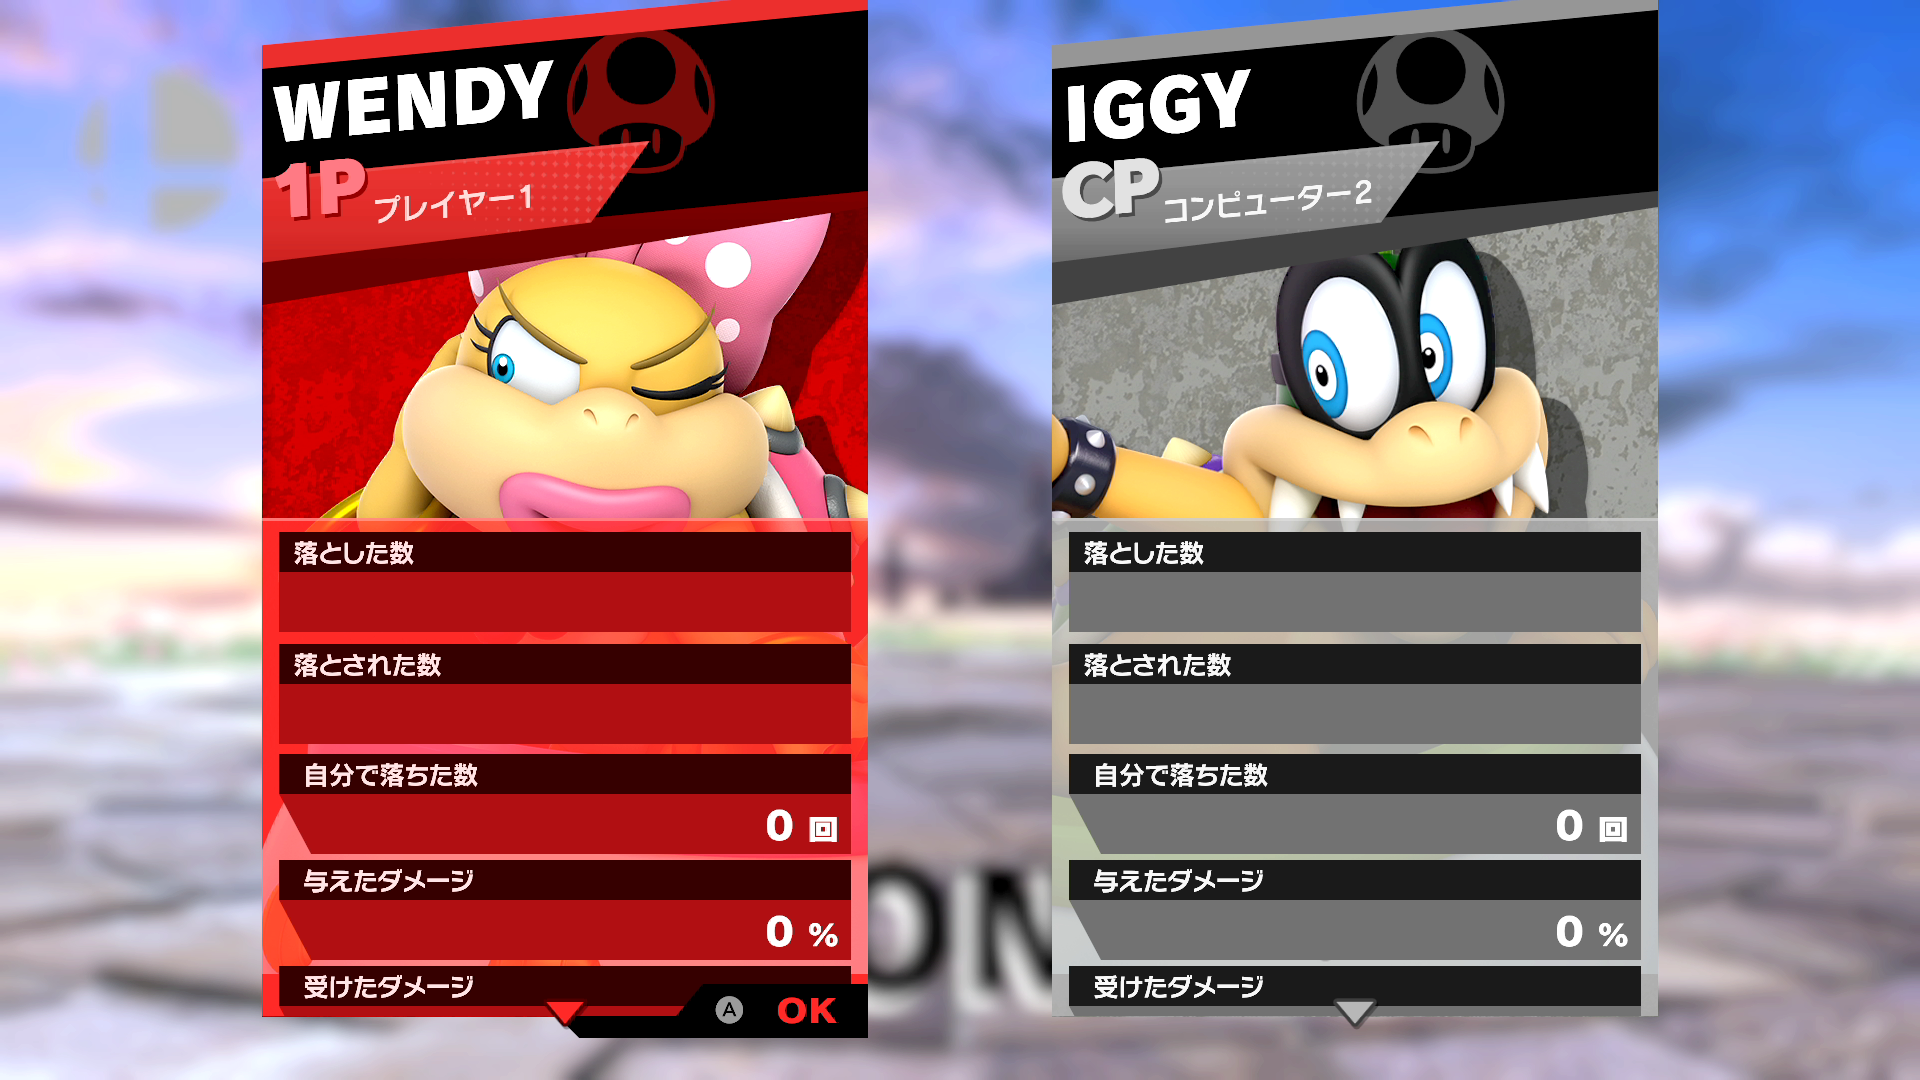 WENDY
1P プレイヤー1
落とした数
落とされた数
自分で落ちた数
0 回
与えたダメージ
0 %
受けたダメージ
A OK
IGGY
CP コンピューター2
落とした数
落とされた数
自分で落ちた数
0 回
与えたダメージ
0 %
受けたダメージ